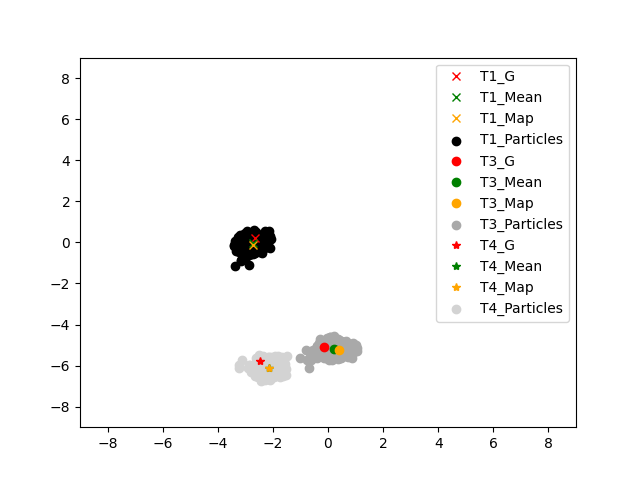 8
6
4
2
0
−2
−4
−6
−8
−8 −6 −4 −2 0 2 4 6 8
T1_G
T1_Mean
T1_Map
T1_Particles
T3_G
T3_Mean
T3_Map
T3_Particles
T4_G
T4_Mean
T4_Map
T4_Particles